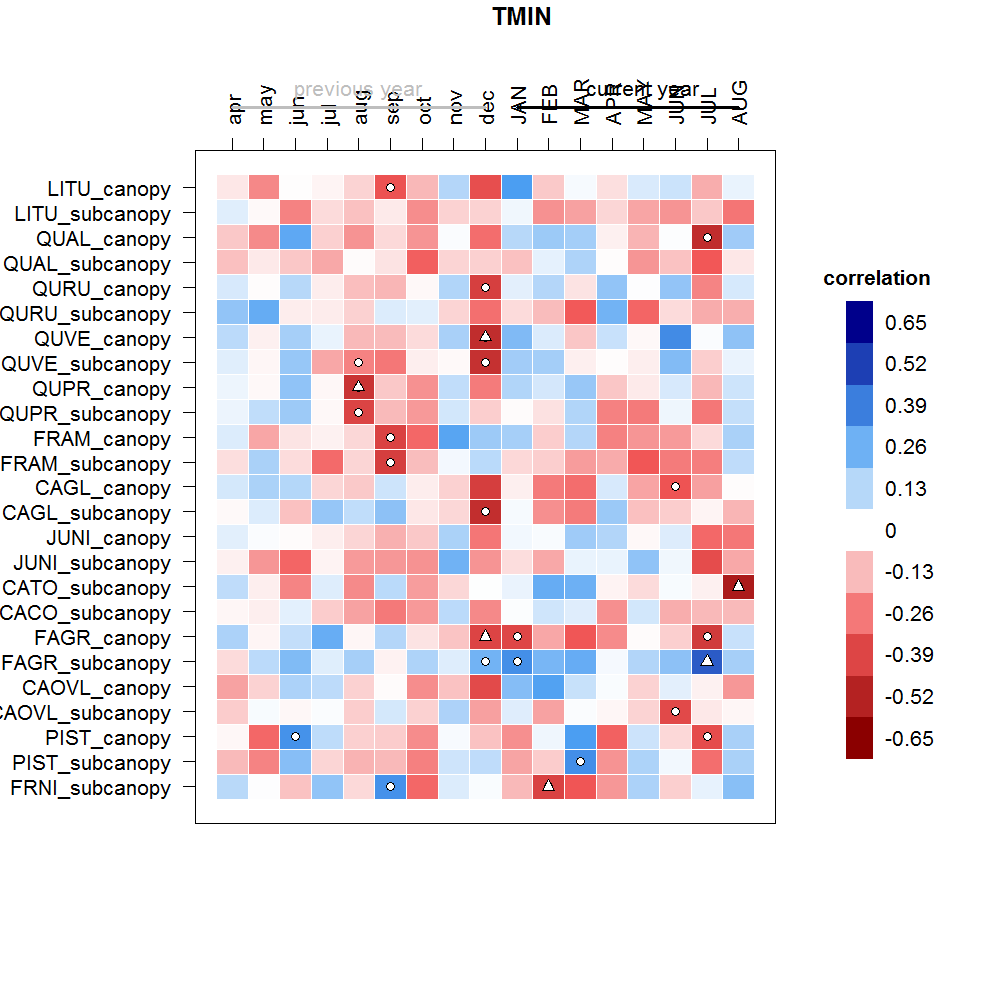 TMIN
previous year current year
apr may jun jul aug sep oct nov dec JAN FEB MAR APR MAY JUN JUL AUG
LITU_canopy
LITU_subcanopy
QUAL_canopy
QUAL_subcanopy
QURU_canopy
QURU_subcanopy
QUVE_canopy
QUVE_subcanopy
QUPR_canopy
QUPR_subcanopy
FRAM_canopy
FRAM_subcanopy
CAGL_canopy
CAGL_subcanopy
JUNI_canopy
JUNI_subcanopy
CATO_subcanopy
CACO_subcanopy
FAGR_canopy
FAGR_subcanopy
CAOVL_canopy
CAOVL_subcanopy
PIST_canopy
PIST_subcanopy
FRNI_subcanopy
correlation
0.65
0.52
0.39
0.26
0.13
0
-0.13
-0.26
-0.39
-0.52
-0.65